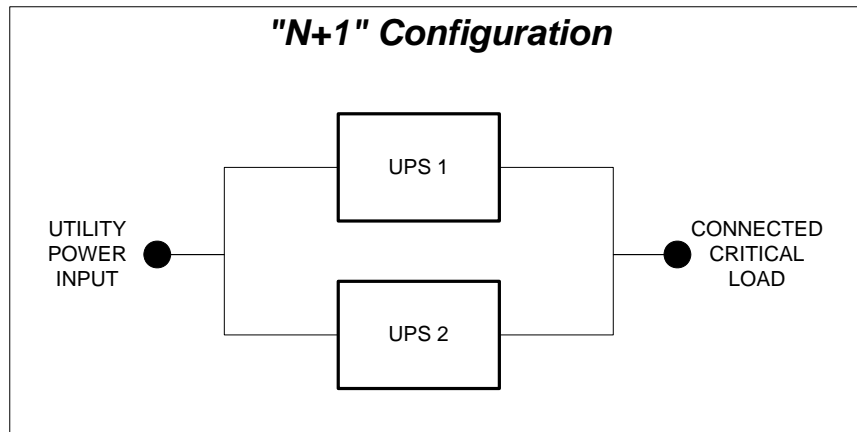 "N+1" Configuration
UPS 1
UTILITY
POWER
INPUT
CONNECTED
CRITICAL
LOAD
UPS 2